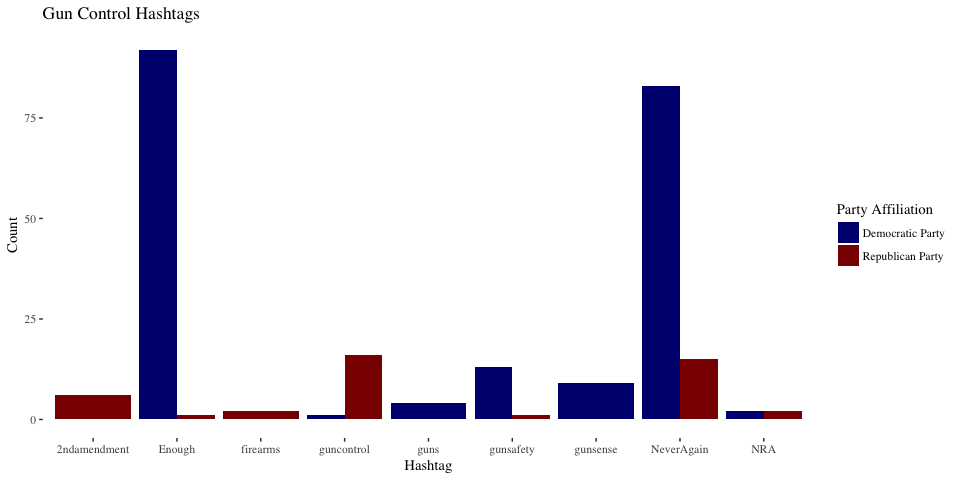 Gun Control Hashtags
Count
75
50
25
0
2ndamendment Enough firearms guncontrol guns gunsafety gunsense NeverAgain NRA
Hashtag
Party Affiliation
Democratic Party
Republican Party